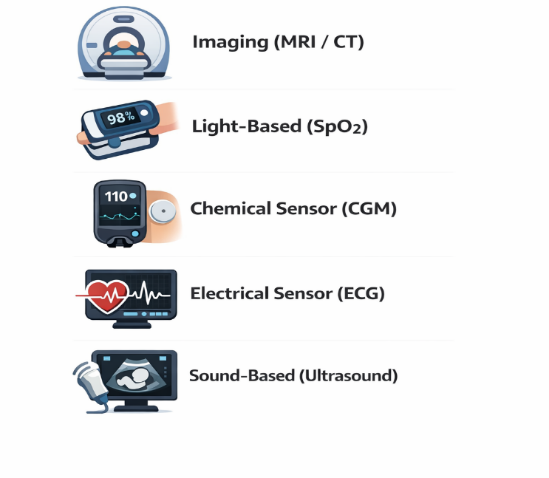 Imaging (MRI / CT)
98%
Light-Based (SpO₂)
110
Chemical Sensor (CGM)
Electrical Sensor (ECG)
Sound-Based (Ultrasound)